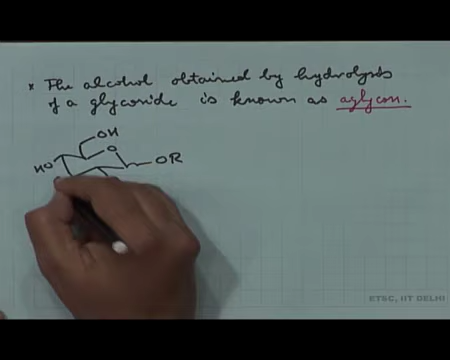 * The alcohol obtained by hydrolysis
of a glycoside is known as aglycon.
OH
O
HO
OR
ETSC, IIT DELHI